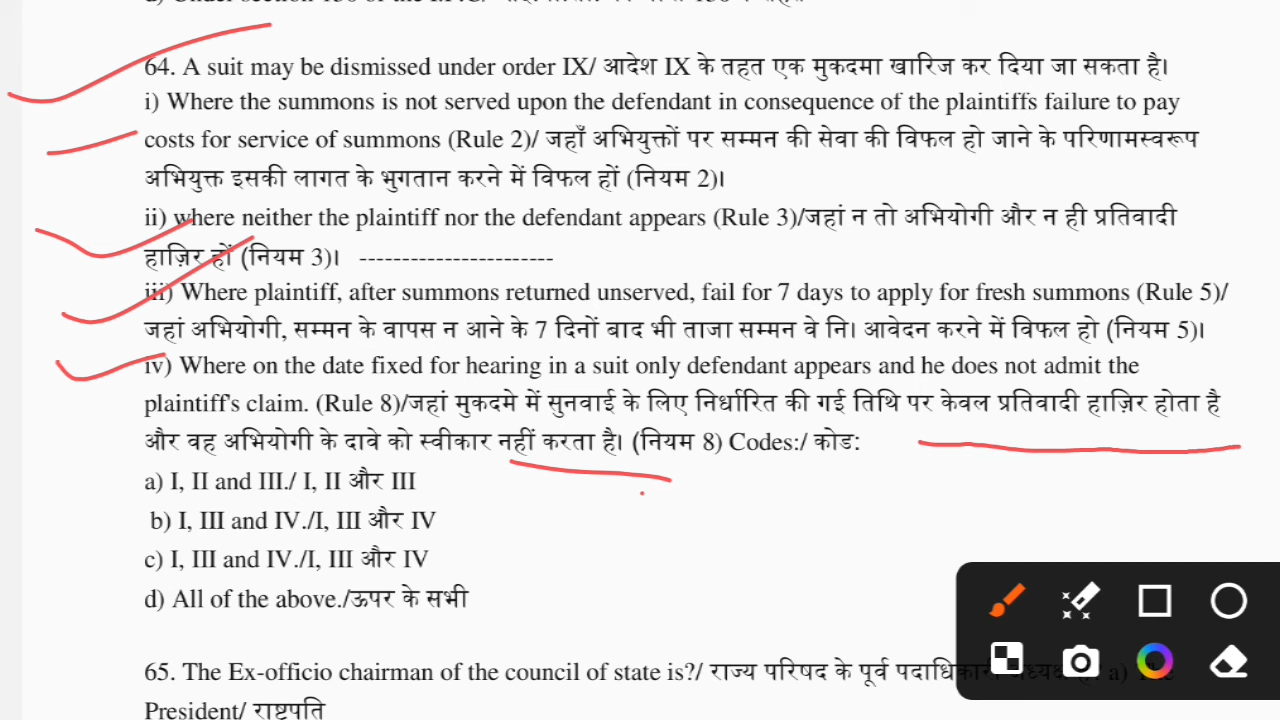 64. A suit may be dismissed under order IX/ आदेश IX के तहत एक मुकदमा खारिज कर दिया जा सकता है।
i) Where the summons is not served upon the defendant in consequence of the plaintiffs failure to pay
costs for service of summons (Rule 2)/ जहाँ अभियुक्तों पर सम्मन की सेवा की विफल हो जाने के परिणामस्वरूप
अभियुक्त इसकी लागत के भुगतान करने में विफल हों (नियम 2)।
ii) where neither the plaintiff nor the defendant appears (Rule 3)/जहां न तो अभियोगी और न ही प्रतिवादी
हाज़िर हों (नियम 3)। -----------------------
iii) Where plaintiff, after summons returned unserved, fail for 7 days to apply for fresh summons (Rule 5)/
जहां अभियोगी, सम्मन के वापस न आने के 7 दिनों बाद भी ताजा सम्मन वे नि। आवेदन करने में विफल हो (नियम 5)।
iv) Where on the date fixed for hearing in a suit only defendant appears and he does not admit the
plaintiff's claim. (Rule 8)/जहां मुकदमे में सुनवाई के लिए निर्धारित की गई तिथि पर केवल प्रतिवादी हाज़िर होता है
और वह अभियोगी के दावे को स्वीकार नहीं करता है। (नियम 8) Codes:/ कोड:
a) I, II and III./ I, II और III
b) I, III and IV./I, III और IV
c) I, III and IV./I, III और IV
d) All of the above./ऊपर के सभी
65. The Ex-officio chairman of the council of state is?/ राज्य परिषद के पूर्व पदाधिकारी
President/ राष्ट्रपति